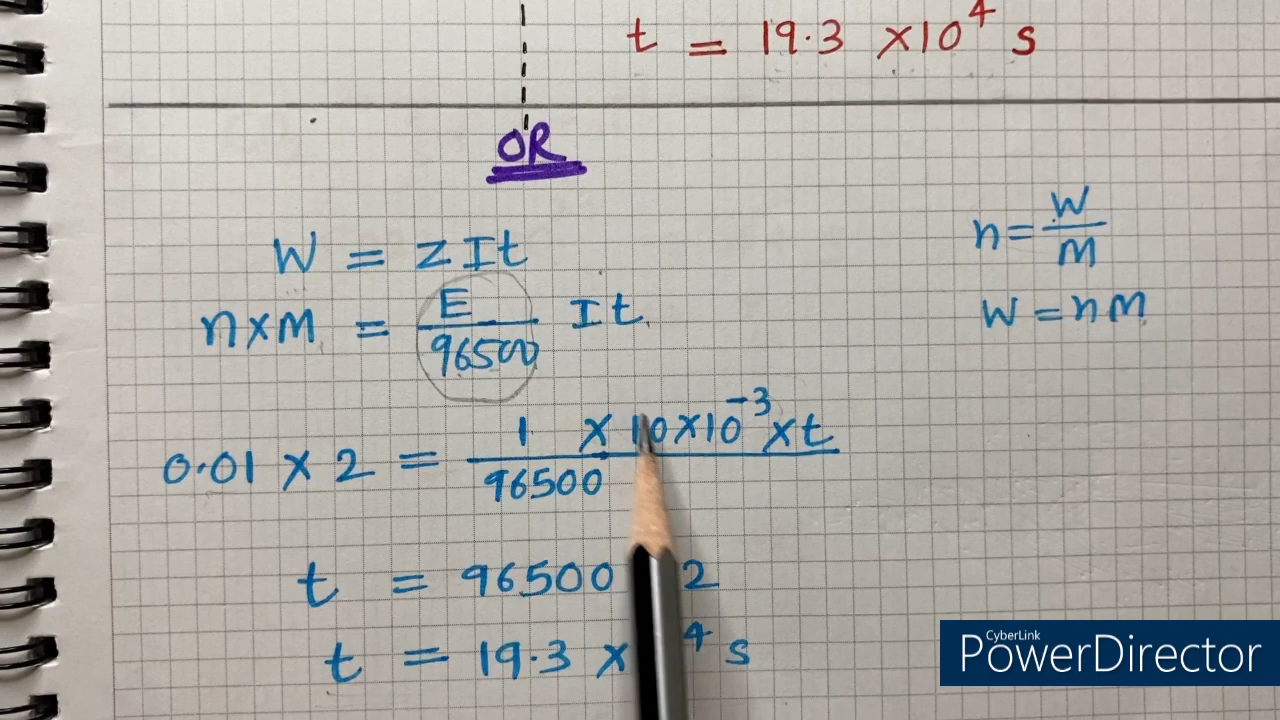 t = 19.3 ×10⁴ s
OR
W = ZIt
n×M = E/96500 It
n = W/M
W = nM
0.01 × 2 = 1 × 10×10⁻³ × t / 96500
t = 96500 2
t = 19.3 × ⁴ s
CyberLink
PowerDirector